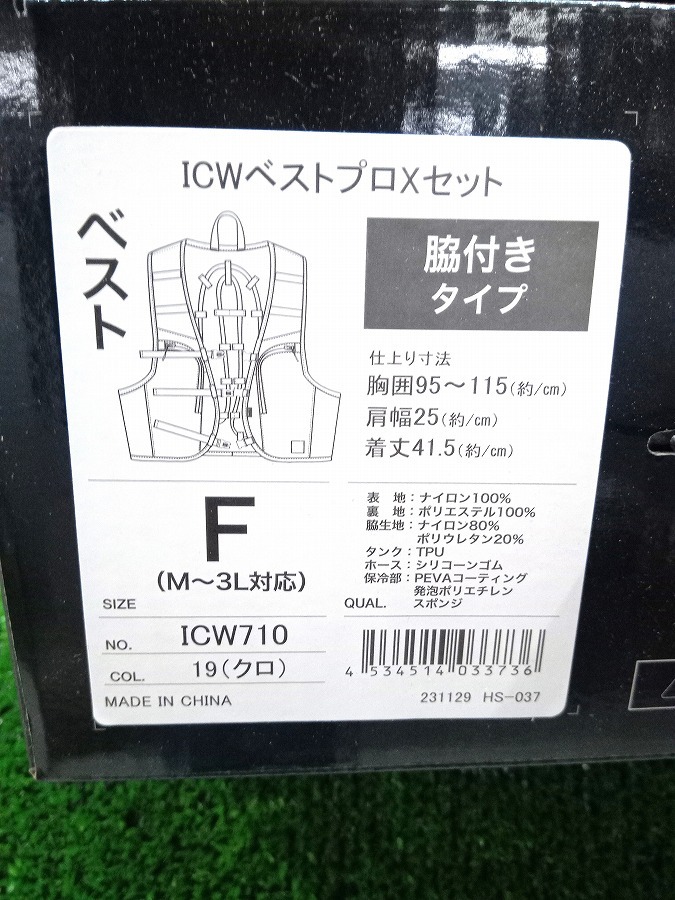 ICWベストプロXセット
ベスト
脇付き
タイプ
仕上り寸法
胸囲95～115(約/cm)
肩幅25(約/cm)
着丈41.5(約/cm)
F
(M～3L対応)
SIZE
表　地：ナイロン100%
裏　地：ポリエステル100%
脇生地：ナイロン80%
ポリウレタン20%
タンク：TPU
ホース：シリコーンゴム
保冷部：PEVAコーティング
発泡ポリエチレン
QUAL.　スポンジ
NO.　ICW710
COL.　19(クロ)
MADE IN CHINA
4 534514 033736
231129 HS-037